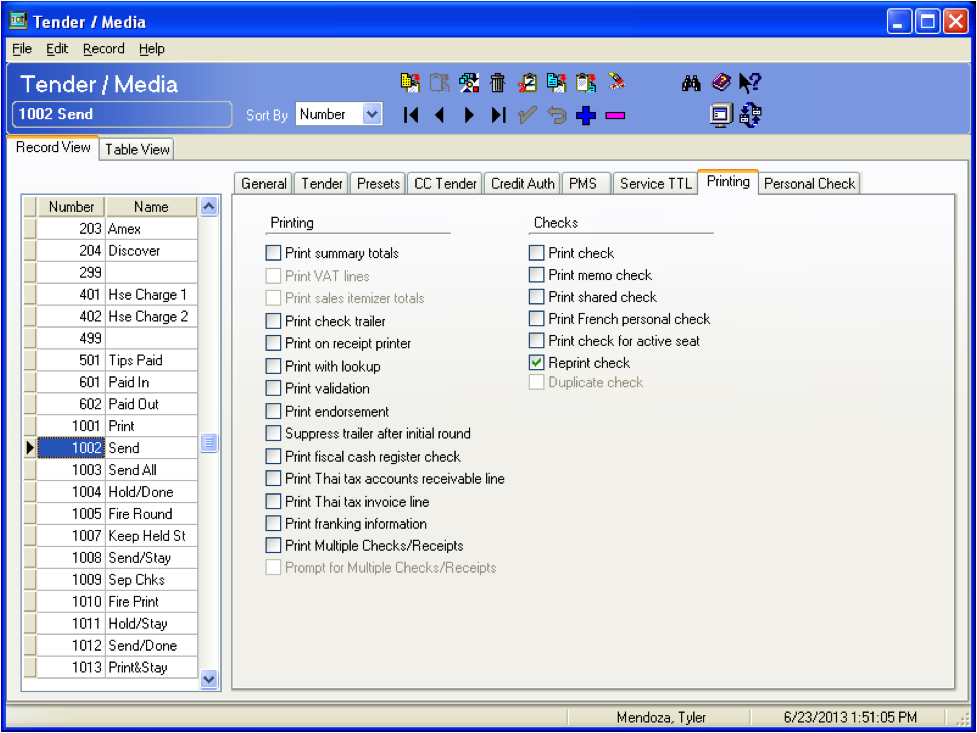 Tender / Media
File Edit Record Help
Tender / Media
1002 Send
Sort By Number
Record View Table View
General Tender Presets CC Tender Credit Auth PMS Service TTL Printing Personal Check
Number Name
203 Amex
204 Discover
299
401 Hse Charge 1
402 Hse Charge 2
499
501 Tips Paid
601 Paid In
602 Paid Out
1001 Print
1002 Send
1003 Send All
1004 Hold/Done
1005 Fire Round
1007 Keep Held St
1008 Send/Stay
1009 Sep Chks
1010 Fire Print
1011 Hold/Stay
1012 Send/Done
1013 Print&Stay
Printing
Print summary totals
Print VAT lines
Print sales itemizer totals
Print check trailer
Print on receipt printer
Print with lookup
Print validation
Print endorsement
Suppress trailer after initial round
Print fiscal cash register check
Print Thai tax accounts receivable line
Print Thai tax invoice line
Print franking information
Print Multiple Checks/Receipts
Prompt for Multiple Checks/Receipts
Checks
Print check
Print memo check
Print shared check
Print French personal check
Print check for active seat
Reprint check
Duplicate check
Mendoza, Tyler 6/23/2013 1:51:05 PM